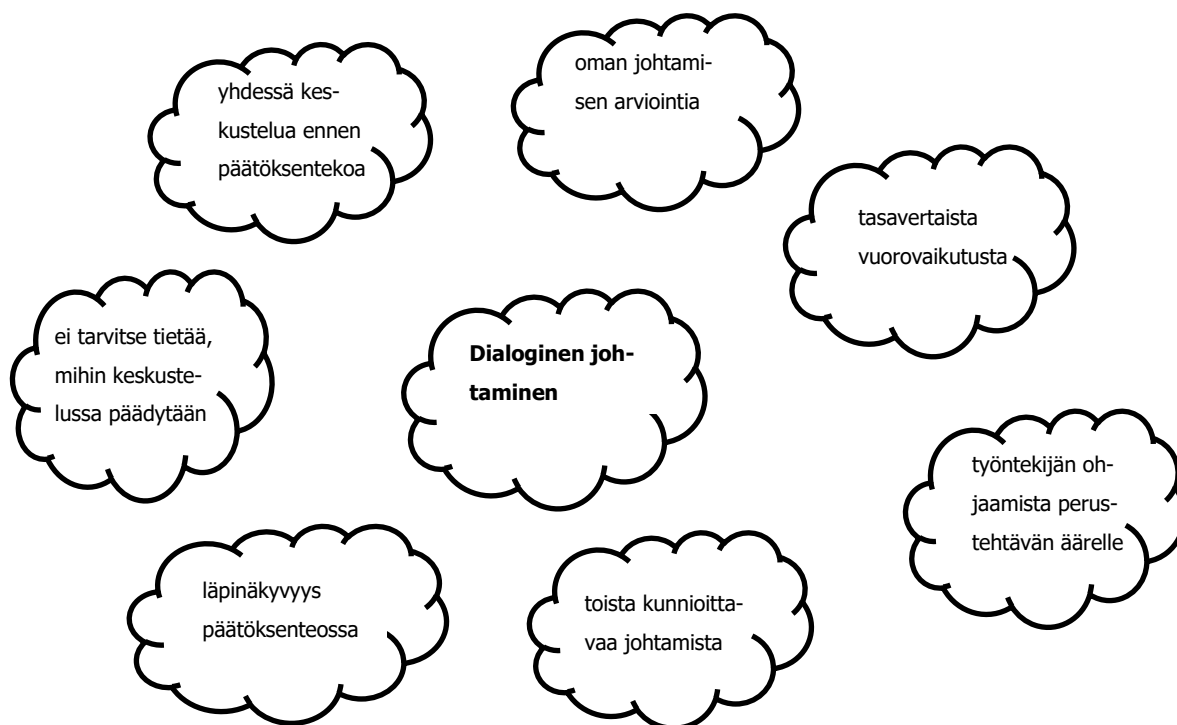 yhdessä kes-
kustelua ennen
päätöksentekoa
oman johtami-
sen arviointia
tasavertaista
vuorovaikutusta
ei tarvitse tietää,
mihin keskuste-
lussa päädytään
Dialoginen joh-
taminen
työntekijän oh-
jaamista perus-
tehtävän äärelle
läpinäkyvyys
päätöksenteossa
toista kunnioitta-
vaa johtamista